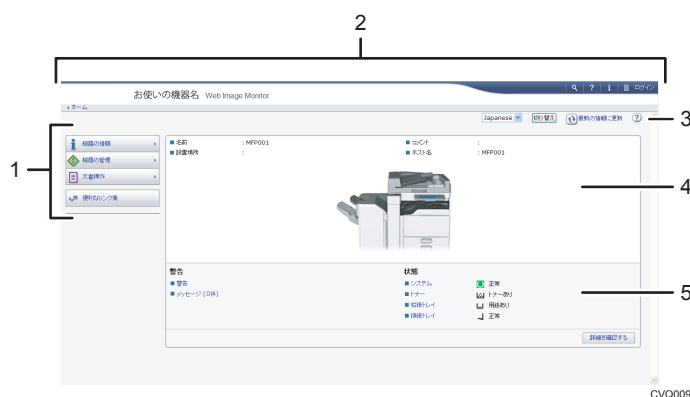 2
お使いの機器名 Web Image Monitor
? i ログイン
ホーム
Japanese 切り替え 最新の情報に更新 ? 3
1
機器の情報
機器の管理
文書操作
便利なリンク集
名前 : MFP001 コメント :
設置場所 : ホスト名 : MFP001
4
警告 状態
警告 システム 正常
メッセージ (0件) トナー トナーあり
給紙トレイ 用紙あり
排紙トレイ 正常
5
詳細を確認する
CVQ009